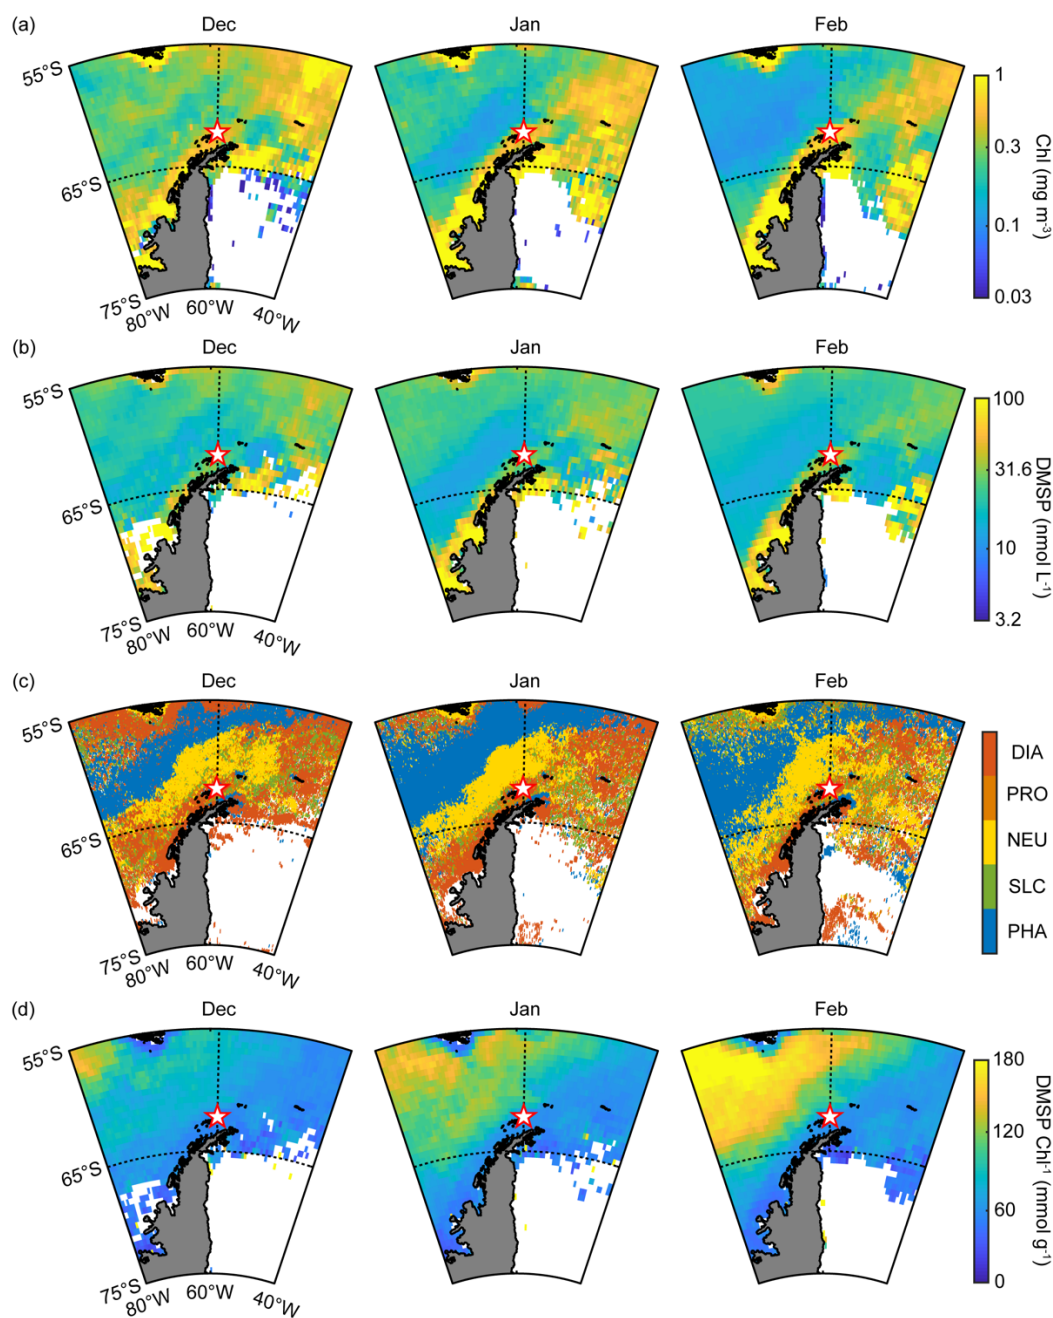 (a)
Dec
Jan
Feb
55°S
65°S
75°S
80°W
60°W
40°W
1
0.3
0.1
0.03
Chl (mg m⁻³)
(b)
Dec
Jan
Feb
55°S
65°S
75°S
80°W
60°W
40°W
100
31.6
10
3.2
DMSP (nmol L⁻¹)
(c)
Dec
Jan
Feb
55°S
65°S
75°S
80°W
60°W
40°W
DIA
PRO
NEU
SLC
PHA
(d)
Dec
Jan
Feb
55°S
65°S
75°S
80°W
60°W
40°W
180
120
60
0
DMSP Chl⁻¹ (mmol g⁻¹)